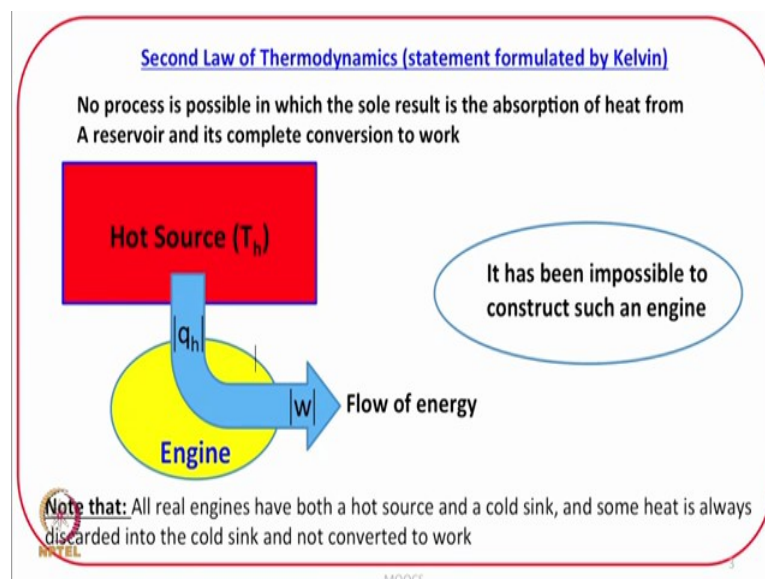 Second Law of Thermodynamics (statement formulated by Kelvin)
No process is possible in which the sole result is the absorption of heat from
A reservoir and its complete conversion to work
Hot Source (Tₕ)
It has been impossible to
construct such an engine
|qₕ|
|w|
Flow of energy
Engine
Note that: All real engines have both a hot source and a cold sink, and some heat is always
discarded into the cold sink and not converted to work
NPTEL
3